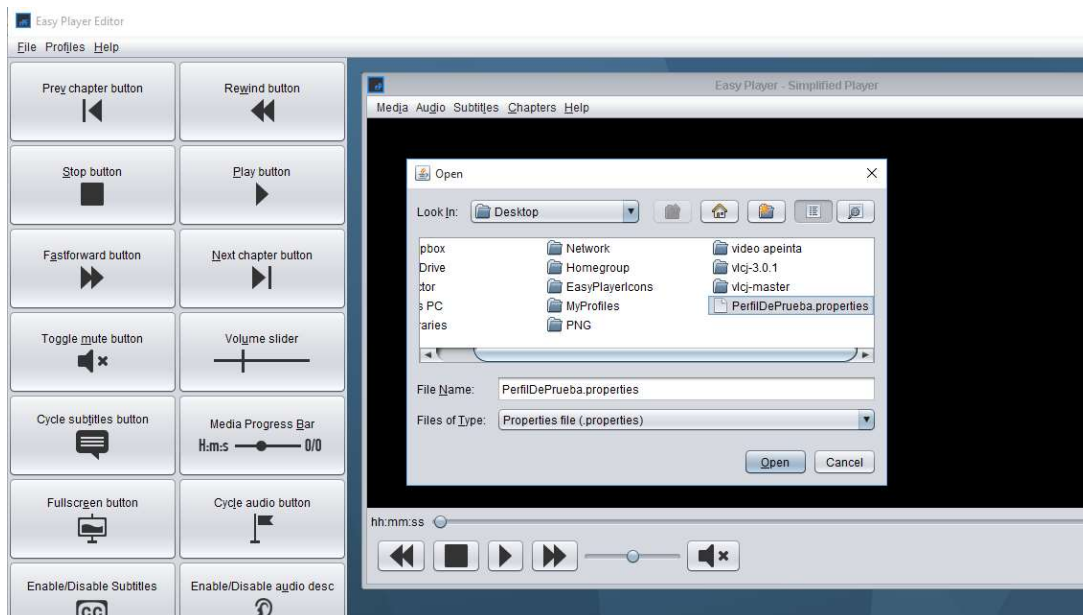 Easy Player Editor
File Profiles Help
Prev chapter button
Rewind button
Stop button
Play button
Fastforward button
Next chapter button
Toggle mute button
Volume slider
Cycle subtitles button
Media Progress Bar
H:m:s 0/0
Fullscreen button
Cycle audio button
Enable/Disable Subtitles
CC
Enable/Disable audio desc
Easy Player - Simplified Player
Media Audio Subtitles Chapters Help
Open
Look In: Desktop
pbox
Network
video apeinta
Drive
Homegroup
vlcj-3.0.1
tor
EasyPlayerIcons
vlcj-master
s PC
MyProfiles
PerfilDePrueba.properties
raries
PNG
File Name: PerfilDePrueba.properties
Files of Type: Properties file (.properties)
Open Cancel
hh:mm:ss